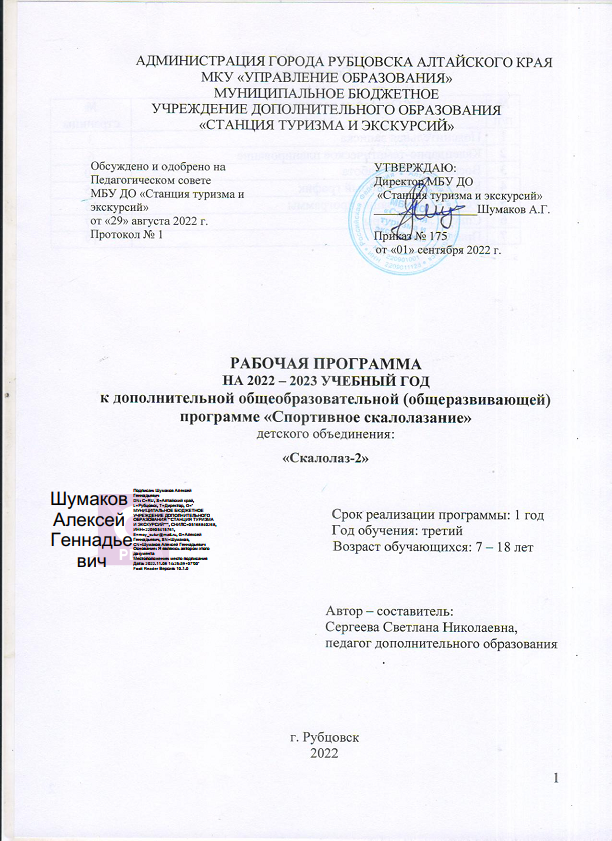 АДМИНИСТРАЦИЯ ГОРОДА РУБЦОВСКА АЛТАЙСКОГО КРАЯ
МКУ «УПРАВЛЕНИЕ ОБРАЗОВАНИЯ»
МУНИЦИПАЛЬНОЕ БЮДЖЕТНОЕ
УЧРЕЖДЕНИЕ ДОПОЛНИТЕЛЬНОГО ОБРАЗОВАНИЯ
«СТАНЦИЯ ТУРИЗМА И ЭКСКУРСИЙ»
Обсуждено и одобрено на
Педагогическом совете
МБУ ДО «Станция туризма и
экскурсий»
от «29» августа 2022 г.
Протокол № 1
УТВЕРЖДАЮ:
Директор МБУ ДО
«Станция туризма и экскурсий»
Шумаков А.Г.
Приказ № 175
от «01» сентября 2022 г.
РАБОЧАЯ ПРОГРАММА
НА 2022 – 2023 УЧЕБНЫЙ ГОД
к дополнительной общеобразовательной (общеразвивающей)
программе «Спортивное скалолазание»
детского объединения:
«Скалолаз-2»
Шумаков
Алексей
Геннадье
вич
Подписан: Шумаков Алексей
Геннадьевич
Срок реализации программы: 1 год
Год обучения: третий
Возраст обучающихся: 7 – 18 лет
Автор – составитель:
Сергеева Светлана Николаевна,
педагог дополнительного образования
г. Рубцовск
2022
1